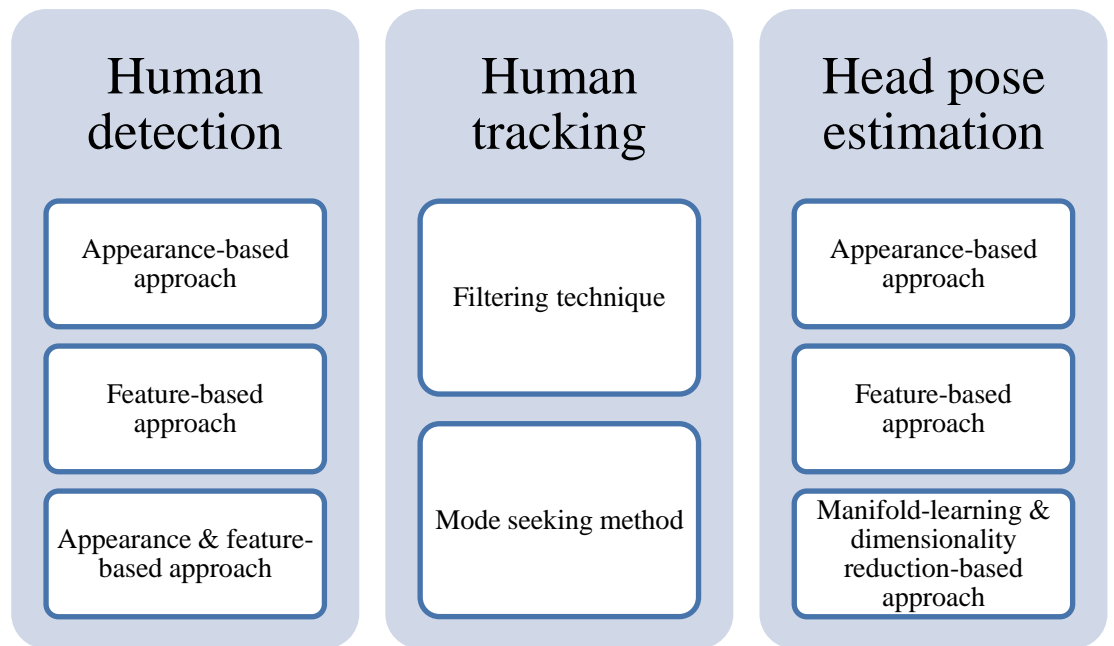 Human
detection
Appearance-based
approach
Feature-based
approach
Appearance & feature-
based approach
Human
tracking
Filtering technique
Mode seeking method
Head pose
estimation
Appearance-based
approach
Feature-based
approach
Manifold-learning &
dimensionality
reduction-based
approach